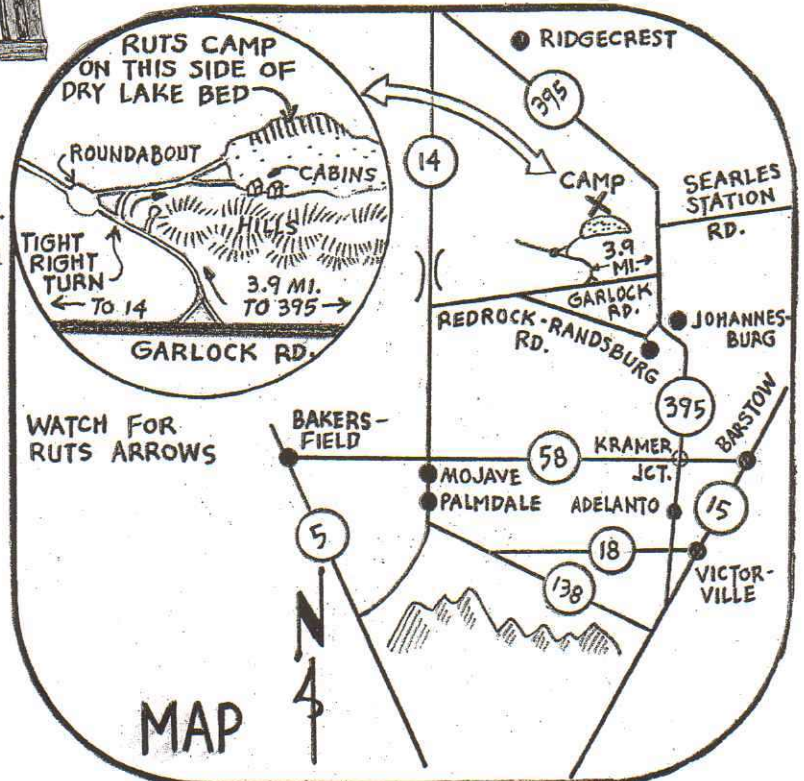 RUTS CAMP
ON THIS SIDE OF
DRY LAKE BED
ROUNDABOUT
CABINS
HILLS
TIGHT
RIGHT
TURN
← TO 14
3.9 MI.
TO 395 →
GARLOCK RD.
RIDGECREST
395
14
CAMP
SEARLES
STATION
RD.
3.9
MI.
GARLOCK
RD.
REDROCK-RANDSBURG
RD.
JOHANNES-
BURG
395
WATCH FOR
RUTS ARROWS
BAKERS-
FIELD
58
KRAMER
JCT.
BARSTOW
MOJAVE
PALMDALE
ADELANTO
15
5
18
138
VICTOR-
VILLE
N
MAP